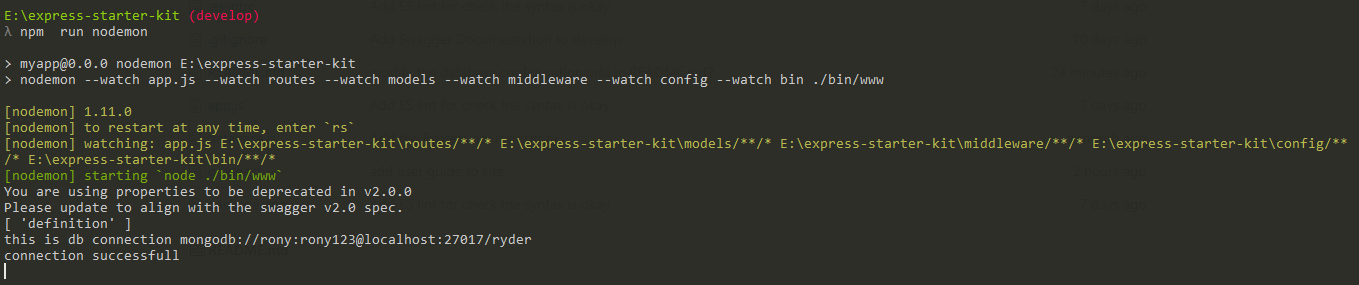 E:\express-starter-kit (develop)
λ npm  run nodemon
> myapp@0.0.0 nodemon E:\express-starter-kit
> nodemon --watch app.js --watch routes --watch models --watch middleware --watch config --watch bin ./bin/www
[nodemon] 1.11.0
[nodemon] to restart at any time, enter `rs`
[nodemon] watching: app.js E:\express-starter-kit\routes/**/* E:\express-starter-kit\models/**/* E:\express-starter-kit\middleware/**/* E:\express-starter-kit\config/**
/* E:\express-starter-kit\bin/**/*
[nodemon] starting `node ./bin/www`
You are using properties to be deprecated in v2.0.0
Please update to align with the swagger v2.0 spec.
[ 'definition' ]
this is db connection mongodb://rony:rony123@localhost:27017/ryder
connection successfull